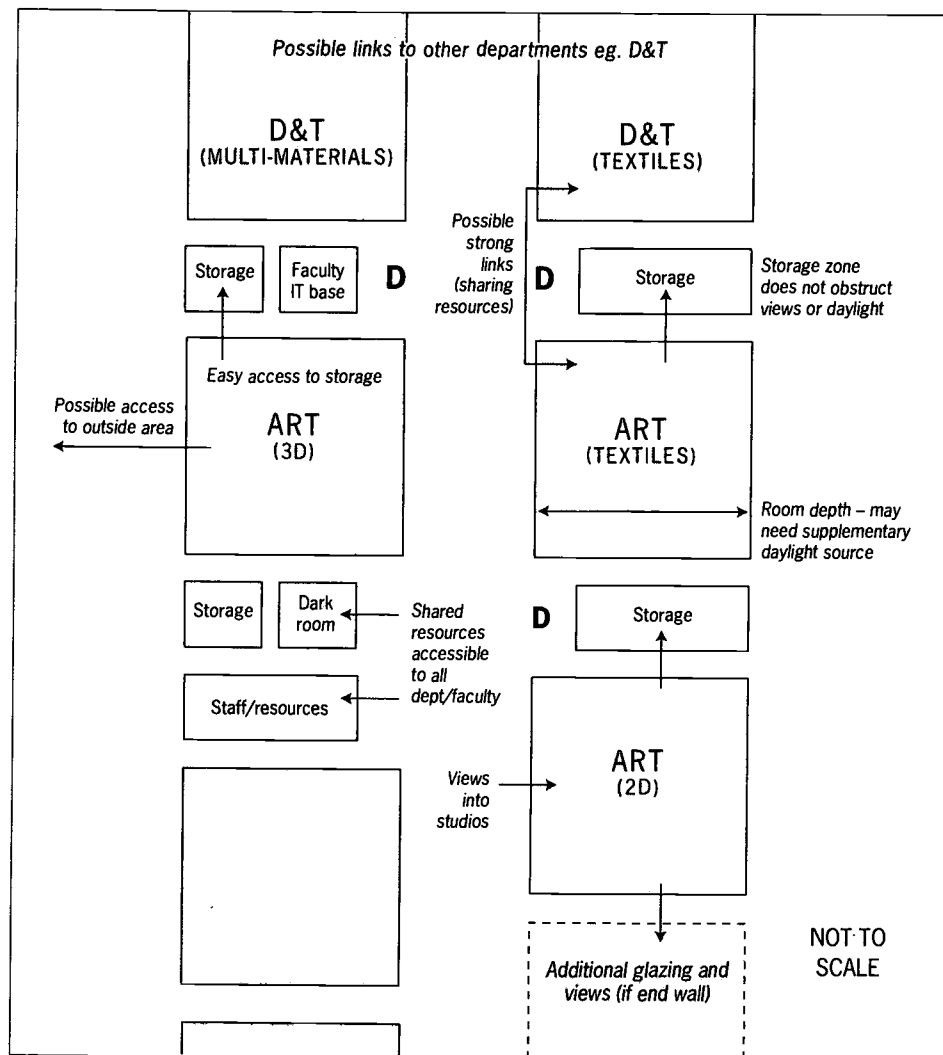 Possible links to other departments eg. D&T
D&T
(MULTI-MATERIALS)
D&T
(TEXTILES)
Possible
strong
links
(sharing
resources)
Storage
Faculty
IT base
D
D
Storage
Storage zone
does not obstruct
views or daylight
Easy access to storage
Possible access
to outside area
ART
(3D)
ART
(TEXTILES)
Room depth – may
need supplementary
daylight source
Storage
Dark
room
Shared
resources
accessible
to all
dept/faculty
D
Storage
Staff/resources
Views
into
studios
ART
(2D)
NOT TO
SCALE
Additional glazing and
views (if end wall)